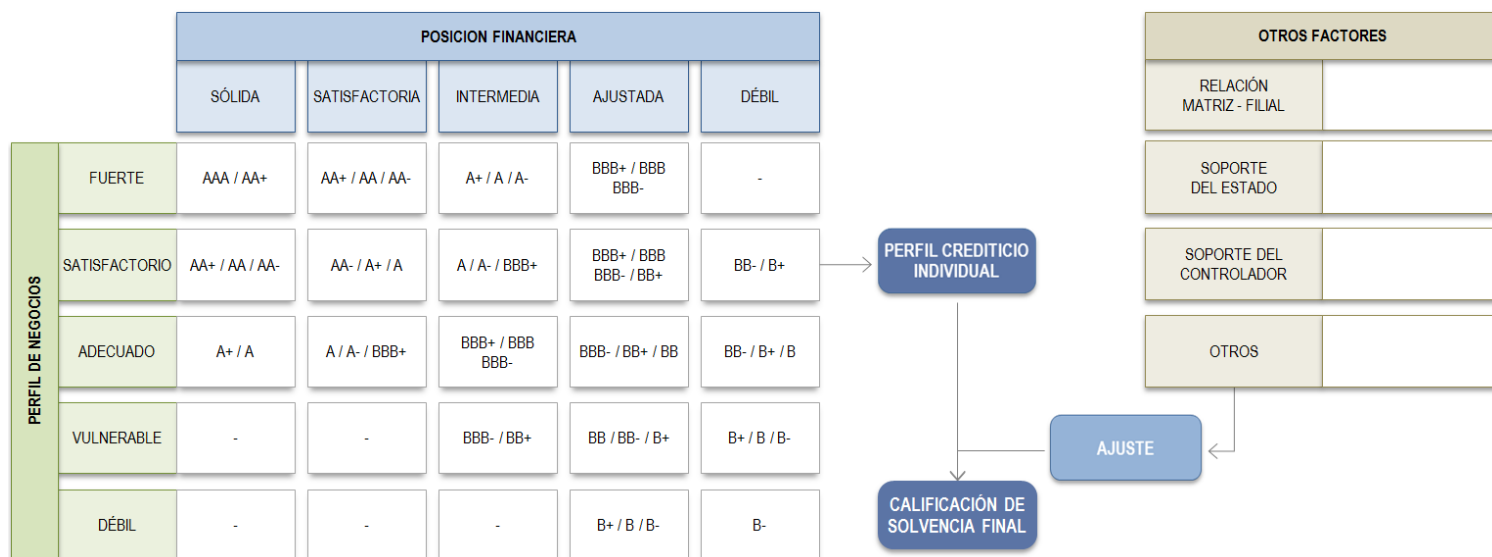 POSICION FINANCIERA
OTROS FACTORES
SÓLIDA
SATISFACTORIA
INTERMEDIA
AJUSTADA
DÉBIL
RELACIÓN
MATRIZ - FILIAL
PERFIL DE NEGOCIOS
FUERTE
AAA / AA+
AA+ / AA / AA-
A+ / A / A-
BBB+ / BBB
BBB-
-
SOPORTE
DEL ESTADO
SATISFACTORIO
AA+ / AA / AA-
AA- / A+ / A
A / A- / BBB+
BBB+ / BBB
BBB- / BB+
BB- / B+
PERFIL CREDITICIO
INDIVIDUAL
SOPORTE DEL
CONTROLADOR
ADECUADO
A+ / A
A / A- / BBB+
BBB+ / BBB
BBB-
BBB- / BB+ / BB
BB- / B+ / B
OTROS
VULNERABLE
-
-
BBB- / BB+
BB / BB- / B+
B+ / B / B-
AJUSTE
DÉBIL
-
-
-
B+ / B / B-
B-
CALIFICACIÓN DE
SOLVENCIA FINAL